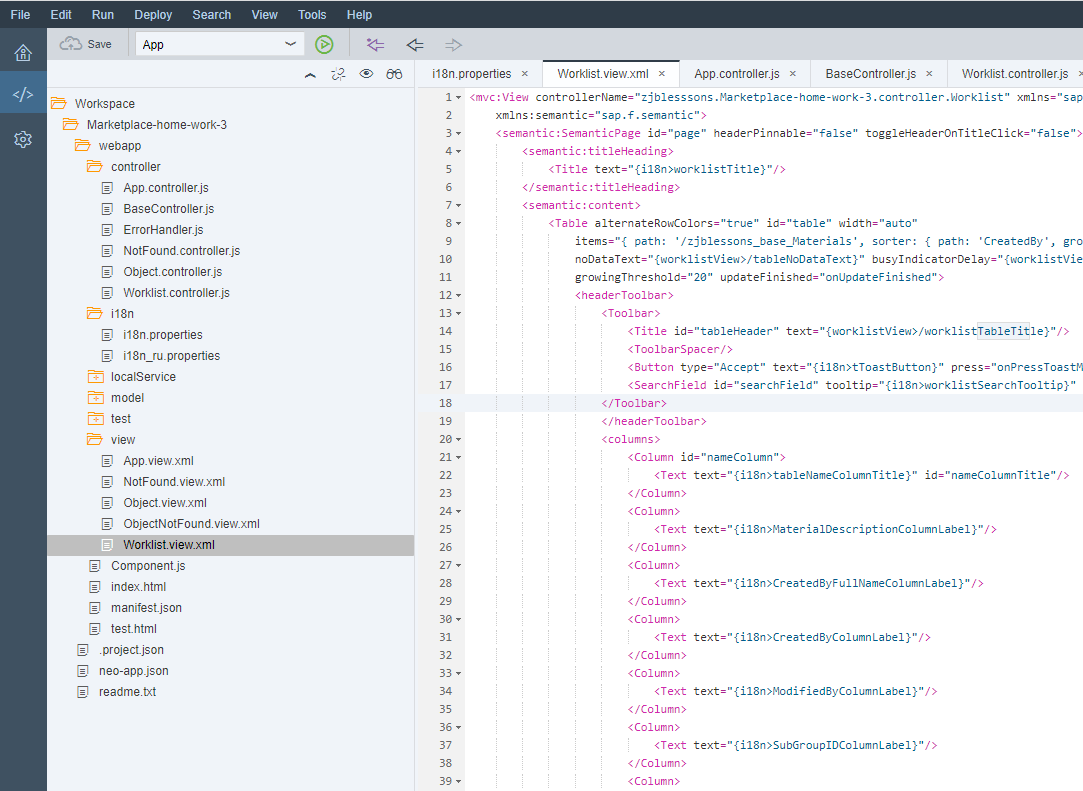 File Edit Run Deploy Search View Tools Help
Save App
i18n.properties × Worklist.view.xml × App.controller.js × BaseController.js × Worklist.controller.js ×
Workspace
Marketplace-home-work-3
webapp
controller
App.controller.js
BaseController.js
ErrorHandler.js
NotFound.controller.js
Object.controller.js
Worklist.controller.js
i18n
i18n.properties
i18n_ru.properties
localService
model
test
view
App.view.xml
NotFound.view.xml
Object.view.xml
ObjectNotFound.view.xml
Worklist.view.xml
Component.js
index.html
manifest.json
test.html
.project.json
neo-app.json
readme.txt
1 <mvc:View controllerName="zjblesssons.Marketplace-home-work-3.controller.Worklist" xmlns="sap
2 xmlns:semantic="sap.f.semantic">
3 <semantic:SemanticPage id="page" headerPinnable="false" toggleHeaderOnTitleClick="false">
4 <semantic:titleHeading>
5 <Title text="{i18n>worklistTitle}"/>
6 </semantic:titleHeading>
7 <semantic:content>
8 <Table alternateRowColors="true" id="table" width="auto"
9 items="{ path: '/zjblessons_base_Materials', sorter: { path: 'CreatedBy', gro
10 noDataText="{worklistView>/tableNoDataText}" busyIndicatorDelay="{worklistVie
11 growingThreshold="20" updateFinished="onUpdateFinished">
12 <headerToolbar>
13 <Toolbar>
14 <Title id="tableHeader" text="{worklistView>/worklistTableTitle}"/>
15 <ToolbarSpacer/>
16 <Button type="Accept" text="{i18n>tToastButton}" press="onPressToastM
17 <SearchField id="searchField" tooltip="{i18n>worklistSearchTooltip}"
18 </Toolbar>
19 </headerToolbar>
20 <columns>
21 <Column id="nameColumn">
22 <Text text="{i18n>tableNameColumnTitle}" id="nameColumnTitle"/>
23 </Column>
24 <Column>
25 <Text text="{i18n>MaterialDescriptionColumnLabel}"/>
26 </Column>
27 <Column>
28 <Text text="{i18n>CreatedByFullNameColumnLabel}"/>
29 </Column>
30 <Column>
31 <Text text="{i18n>CreatedByColumnLabel}"/>
32 </Column>
33 <Column>
34 <Text text="{i18n>ModifiedByColumnLabel}"/>
35 </Column>
36 <Column>
37 <Text text="{i18n>SubGroupIDColumnLabel}"/>
38 </Column>
39 <Column>